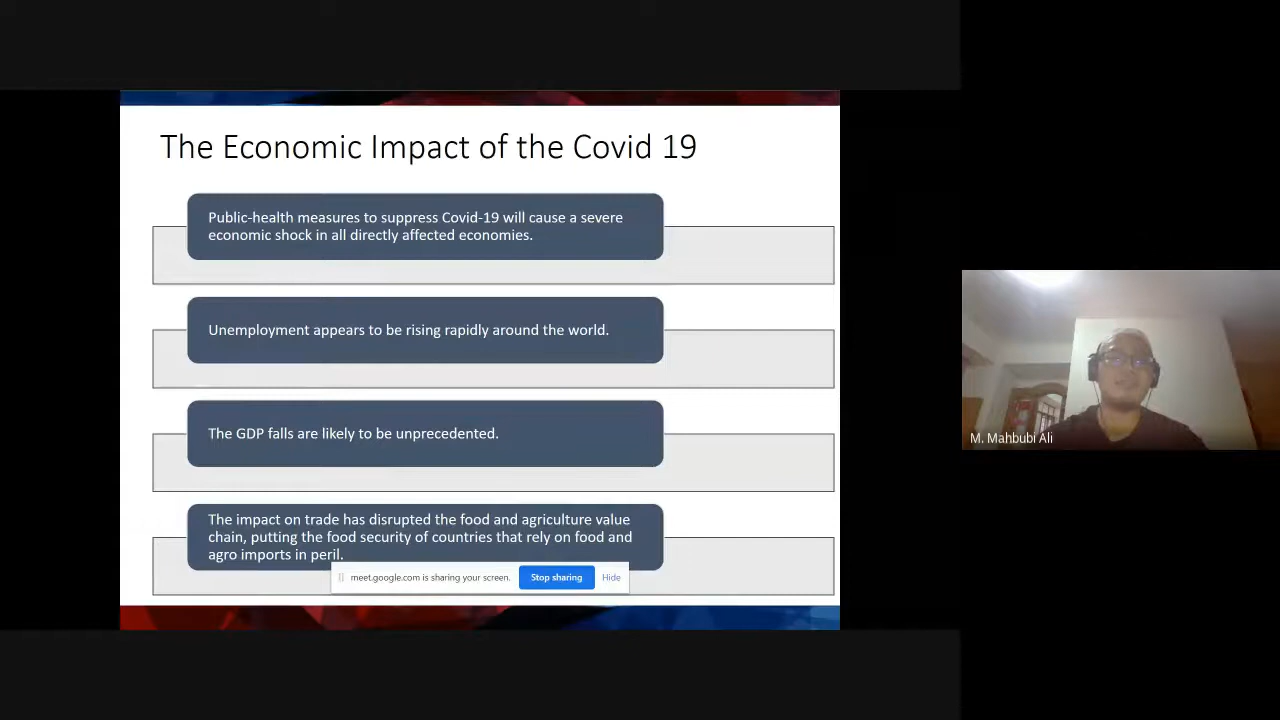 The Economic Impact of the Covid 19
Public-health measures to suppress Covid-19 will cause a severe
economic shock in all directly affected economies.
Unemployment appears to be rising rapidly around the world.
The GDP falls are likely to be unprecedented.
The impact on trade has disrupted the food and agriculture value
chain, putting the food security of countries that rely on food and
agro imports in peril.
meet.google.com is sharing your screen. Stop sharing Hide
M. Mahbubi Ali